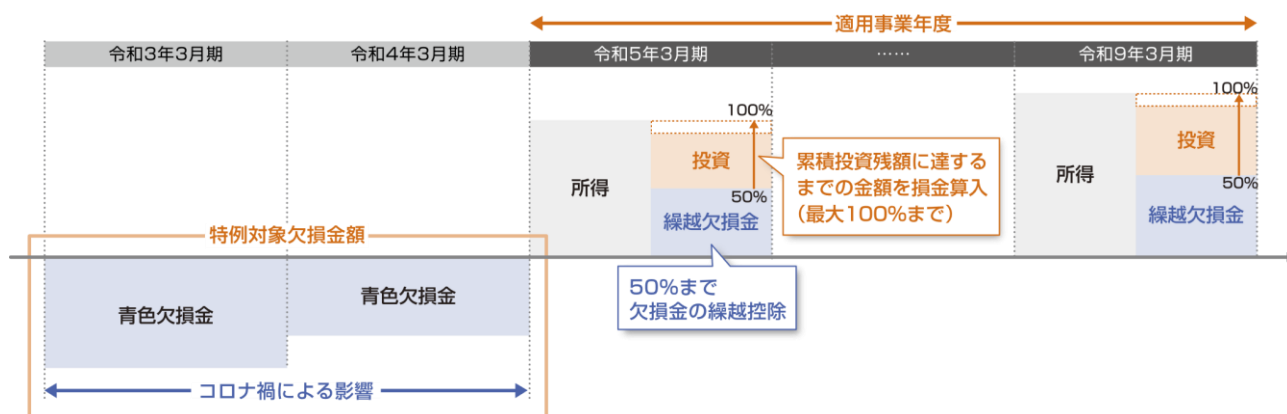 適用事業年度
令和3年3月期
令和4年3月期
令和5年3月期
……
令和9年3月期
100%
投資
50%
所得
繰越欠損金
累積投資残額に達する
までの金額を損金算入
（最大100%まで）
100%
投資
50%
所得
繰越欠損金
特例対象欠損金額
青色欠損金
青色欠損金
50%まで
欠損金の繰越控除
コロナ禍による影響